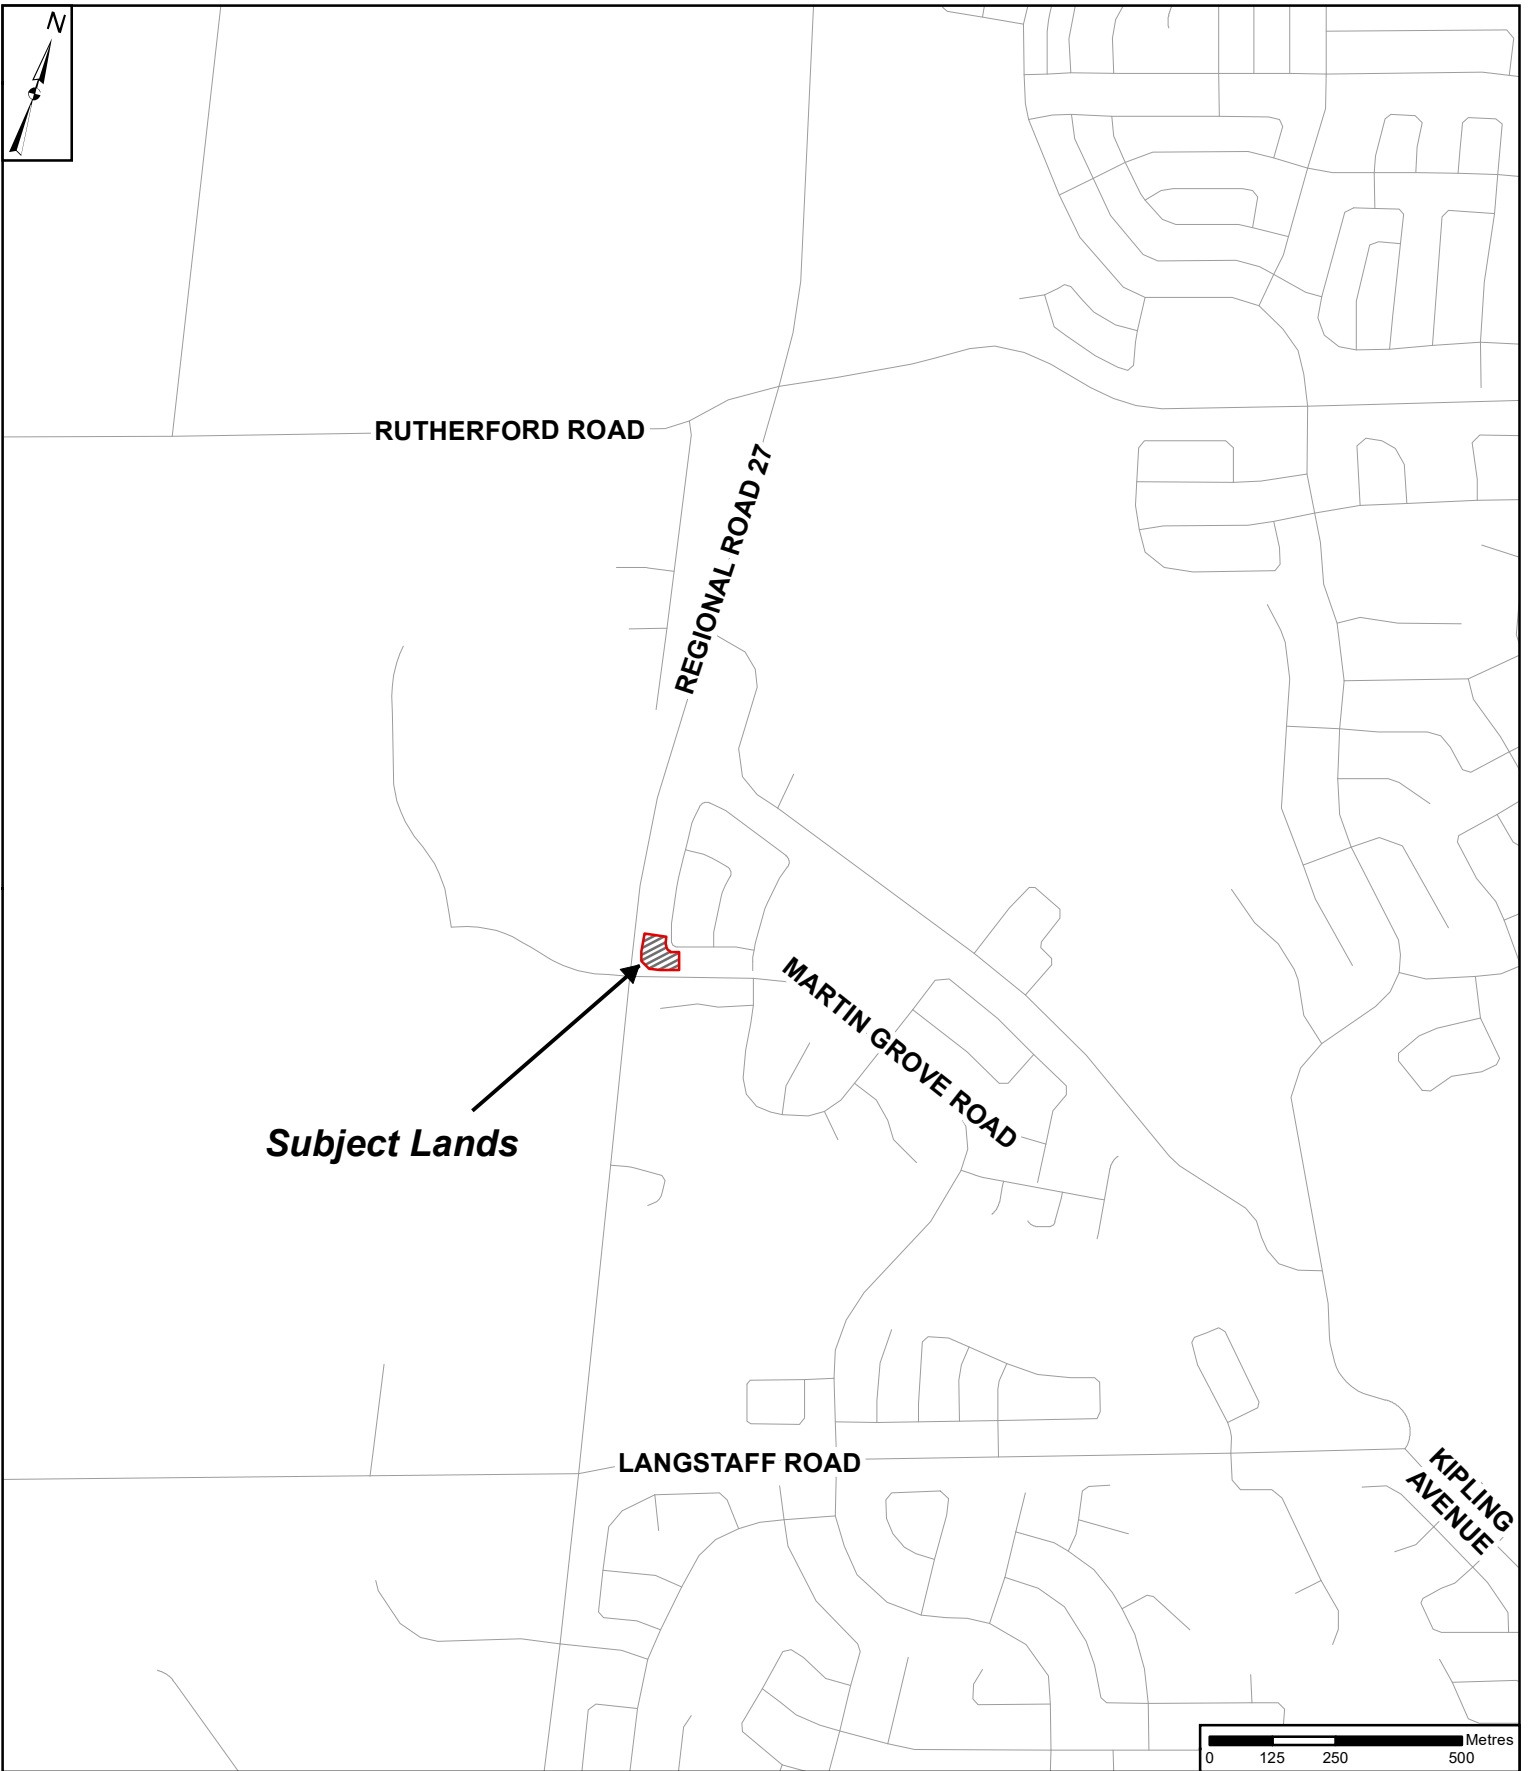 N
RUTHERFORD ROAD
REGIONAL ROAD 27
MARTIN GROVE ROAD
Subject Lands
LANGSTAFF ROAD
KIPLING
AVENUE
Metres
0 125 250 500